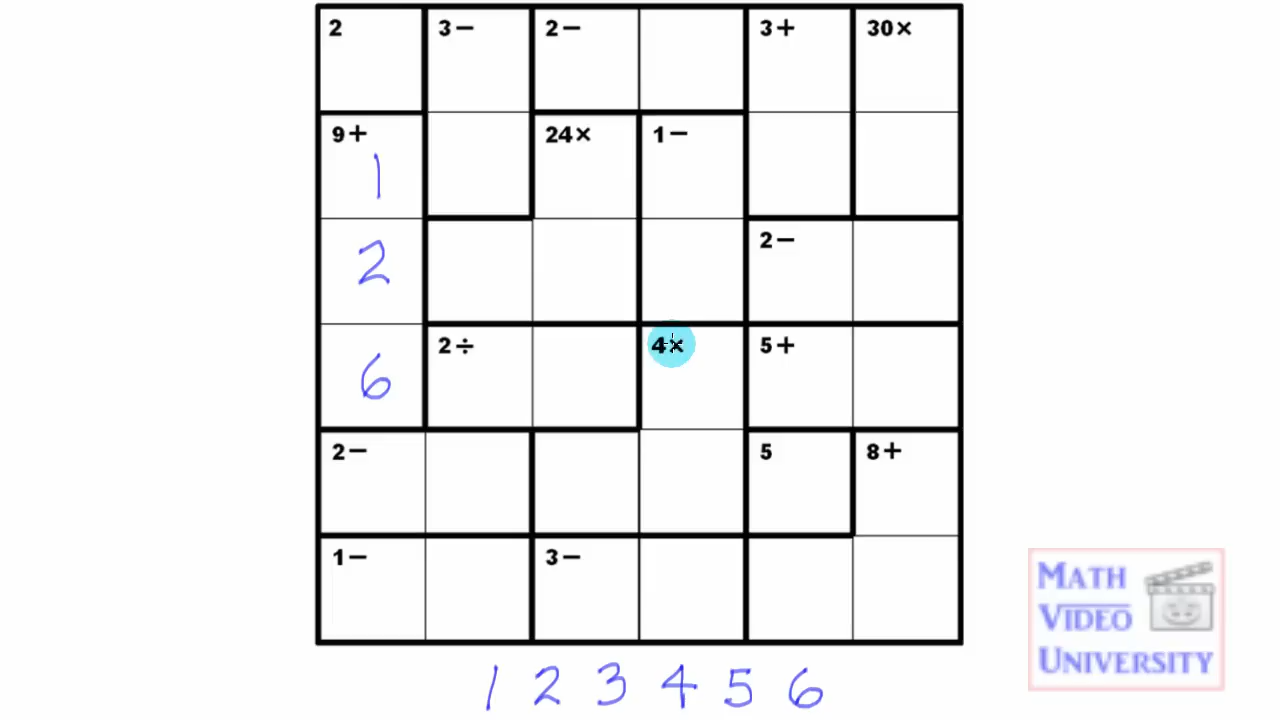 2 3− 2− 3+ 30×
9+ 24× 1−
1
2− 
2
2÷ 4× 5+
6
2− 5 8+
1− 3−
MATH
VIDEO
UNIVERSITY
1 2 3 4 5 6